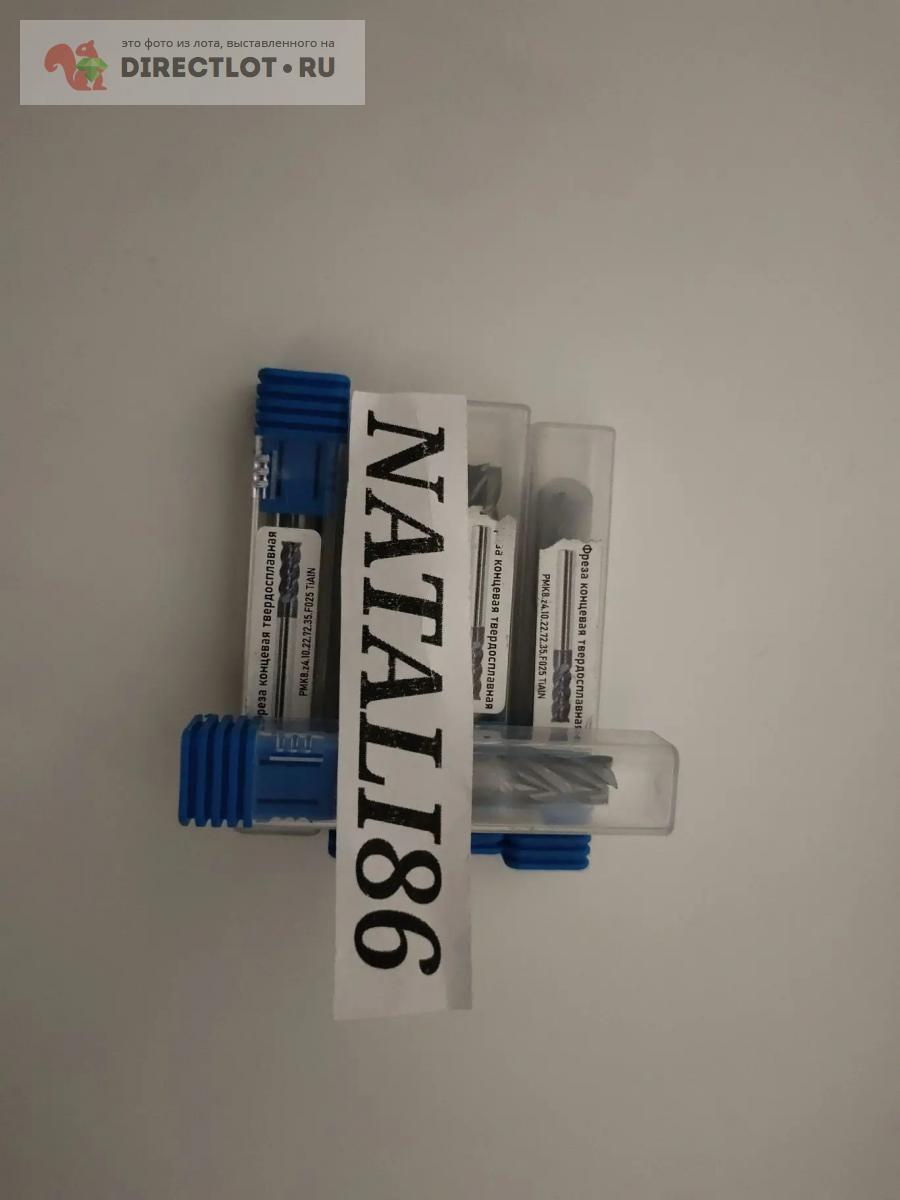 это фото из лота, выставленного на
DIRECTLOT.RU
NATALI86
Фреза концевая твердосплавная
PMK8.z4.10.22.72.35.F025 TiAlN
концевая твердосплавная
Фреза концевая твердосплавная
PMK8.z4.10.22.72.35.F025 TiAlN